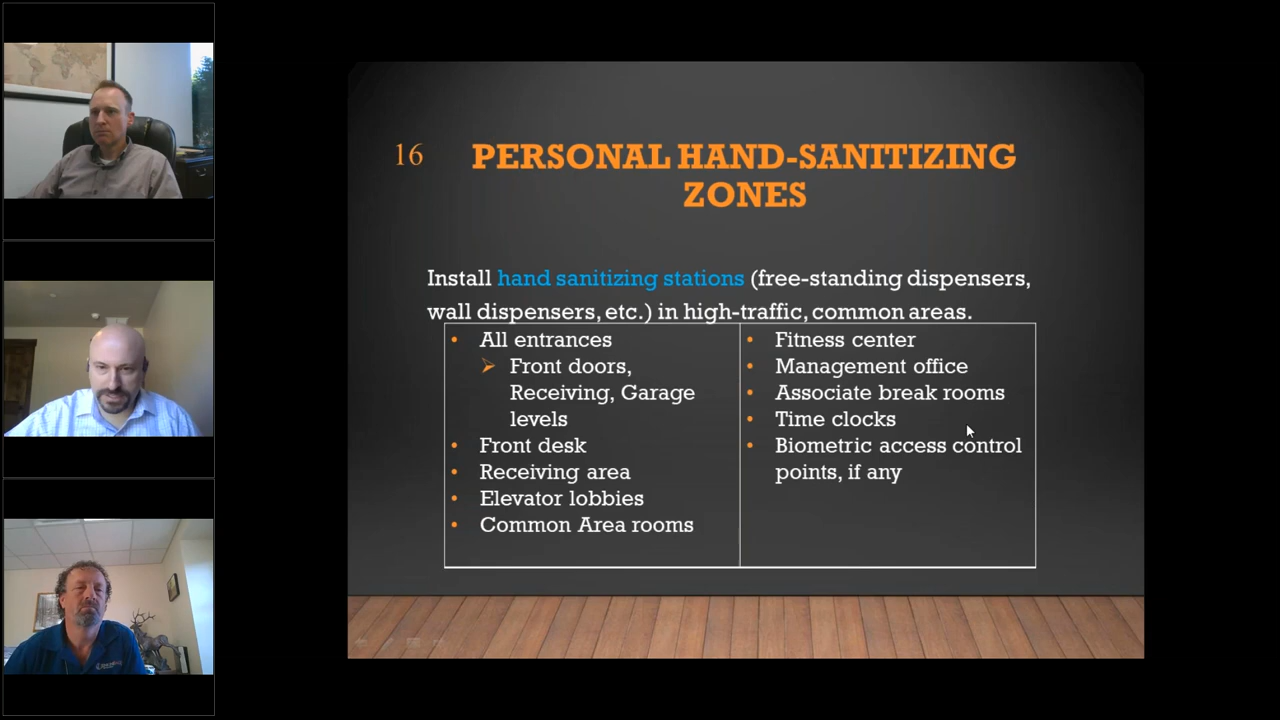 16
PERSONAL HAND-SANITIZING
ZONES
Install hand sanitizing stations (free-standing dispensers,
wall dispensers, etc.) in high-traffic, common areas.
• All entrances
➢ Front doors,
Receiving, Garage
levels
• Front desk
• Receiving area
• Elevator lobbies
• Common Area rooms
• Fitness center
• Management office
• Associate break rooms
• Time clocks
• Biometric access control
points, if any